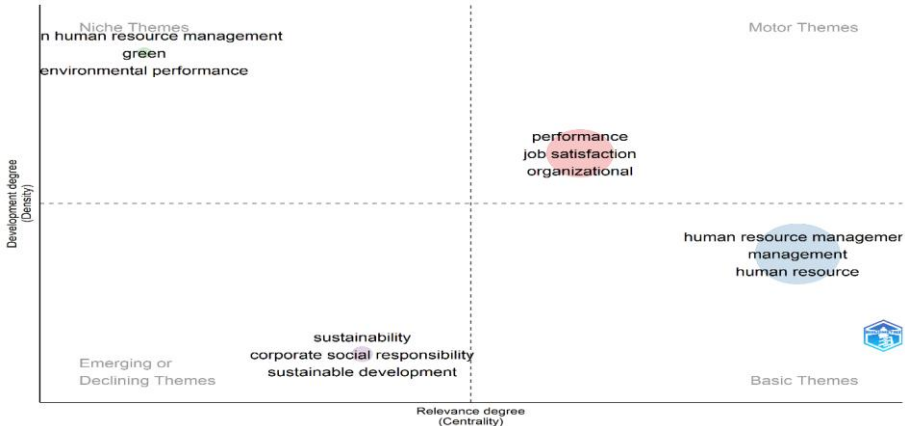 Niche Themes
Motor Themes
n human resource management
green
environmental performance
performance
job satisfaction
organizational
Development degree
(Density)
human resource managemer
management
human resource
sustainability
corporate social responsibility
sustainable development
Emerging or
Declining Themes
Basic Themes
Relevance degree
(Centrality)